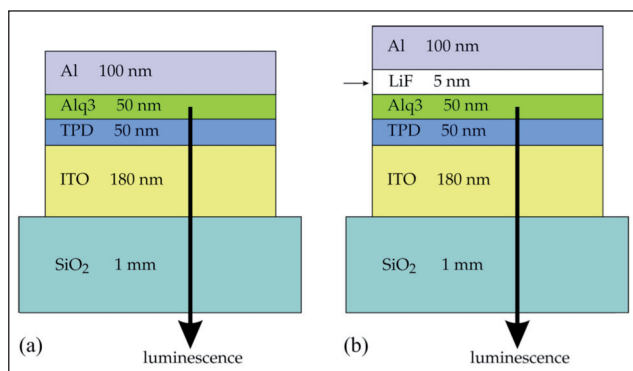 Al 100 nm
Alq3 50 nm
TPD 50 nm
ITO 180 nm
SiO₂ 1 mm
(a)
luminescence
Al 100 nm
LiF 5 nm
Alq3 50 nm
TPD 50 nm
ITO 180 nm
SiO₂ 1 mm
(b)
luminescence